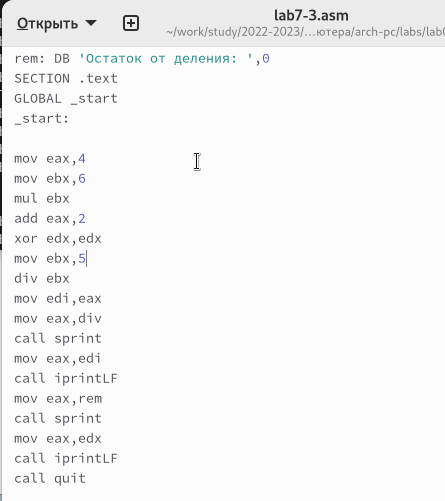 Открыть
lab7-3.asm
~/work/study/2022-2023/…ютера/arch-pc/labs/lab0
rem: DB 'Остаток от деления: ',0
SECTION .text
GLOBAL _start
_start:
mov eax,4
mov ebx,6
mul ebx
add eax,2
xor edx,edx
mov ebx,5
div ebx
mov edi,eax
mov eax,div
call sprint
mov eax,edi
call iprintLF
mov eax,rem
call sprint
mov eax,edx
call iprintLF
call quit